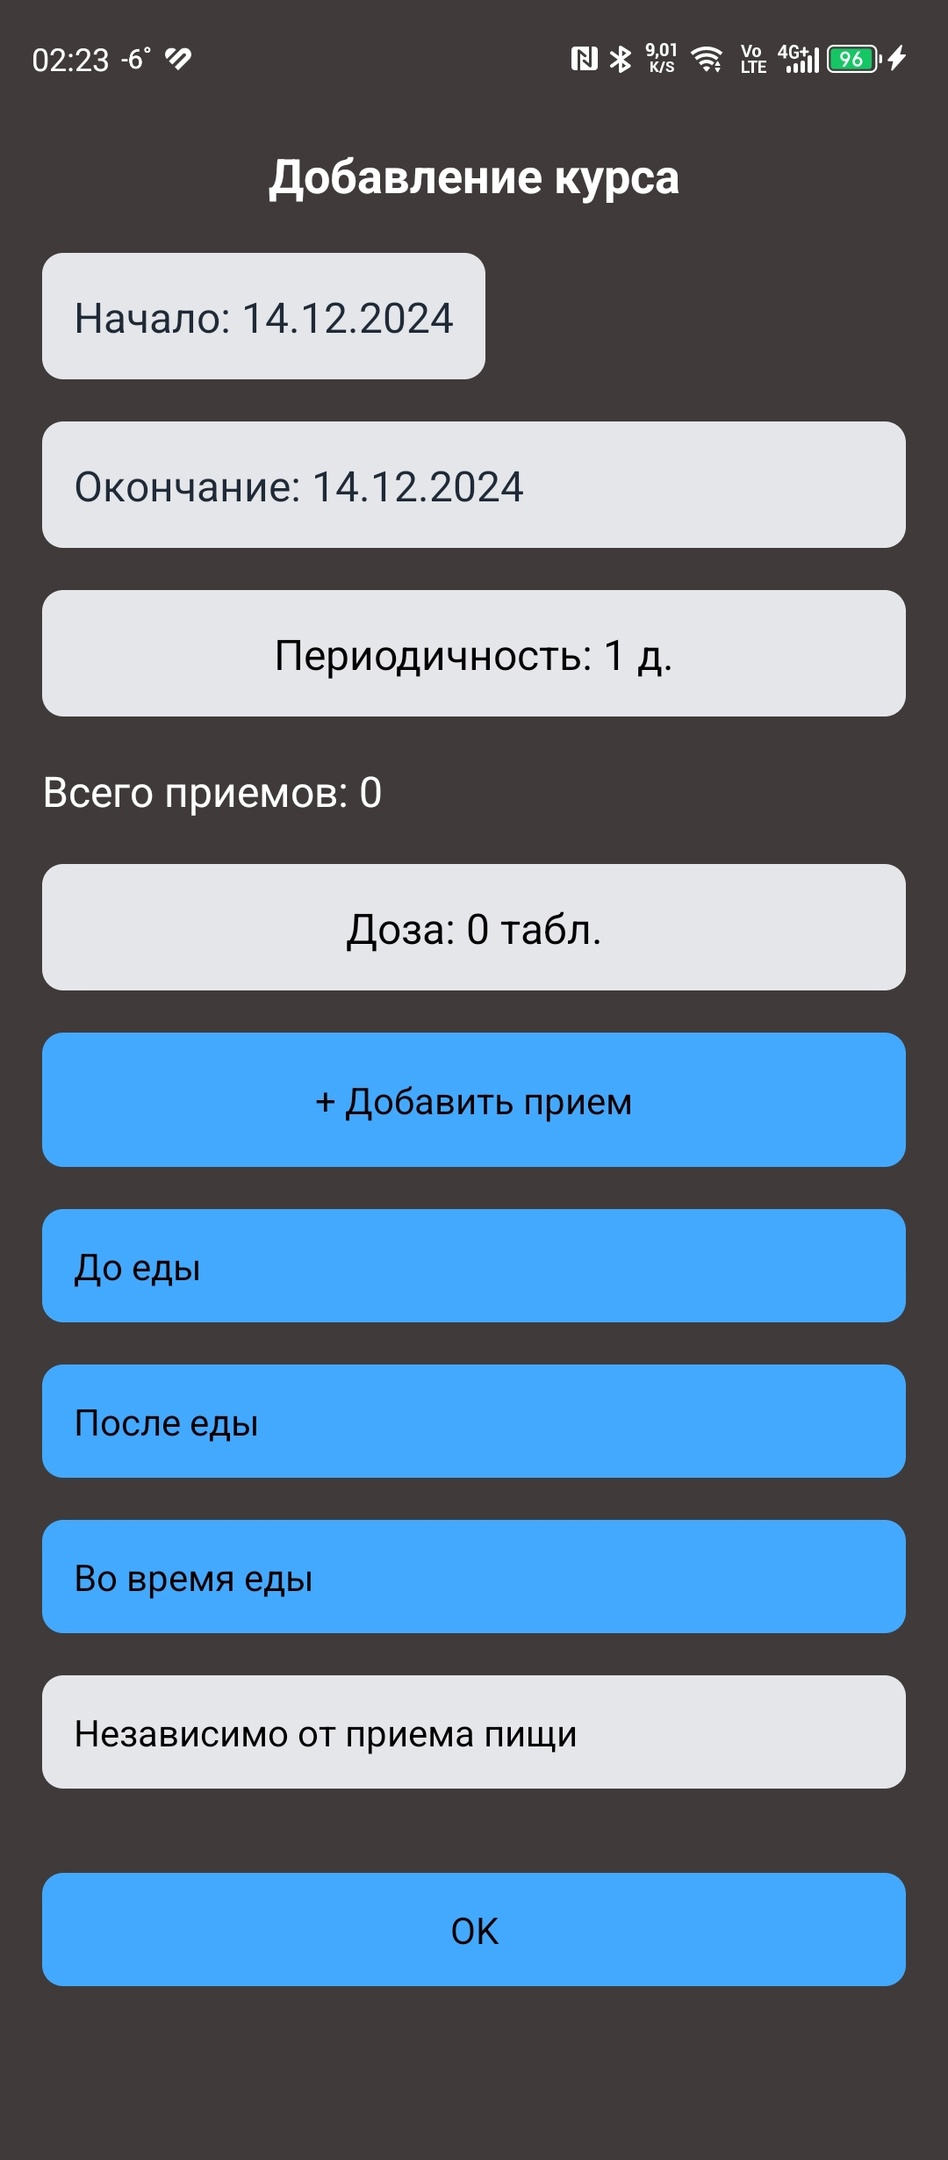 02:23 -6° 9,01 K/S Vo LTE 4G+ 96
Добавление курса
Начало: 14.12.2024
Окончание: 14.12.2024
Периодичность: 1 д.
Всего приемов: 0
Доза: 0 табл.
+ Добавить прием
До еды
После еды
Во время еды
Независимо от приема пищи
OK